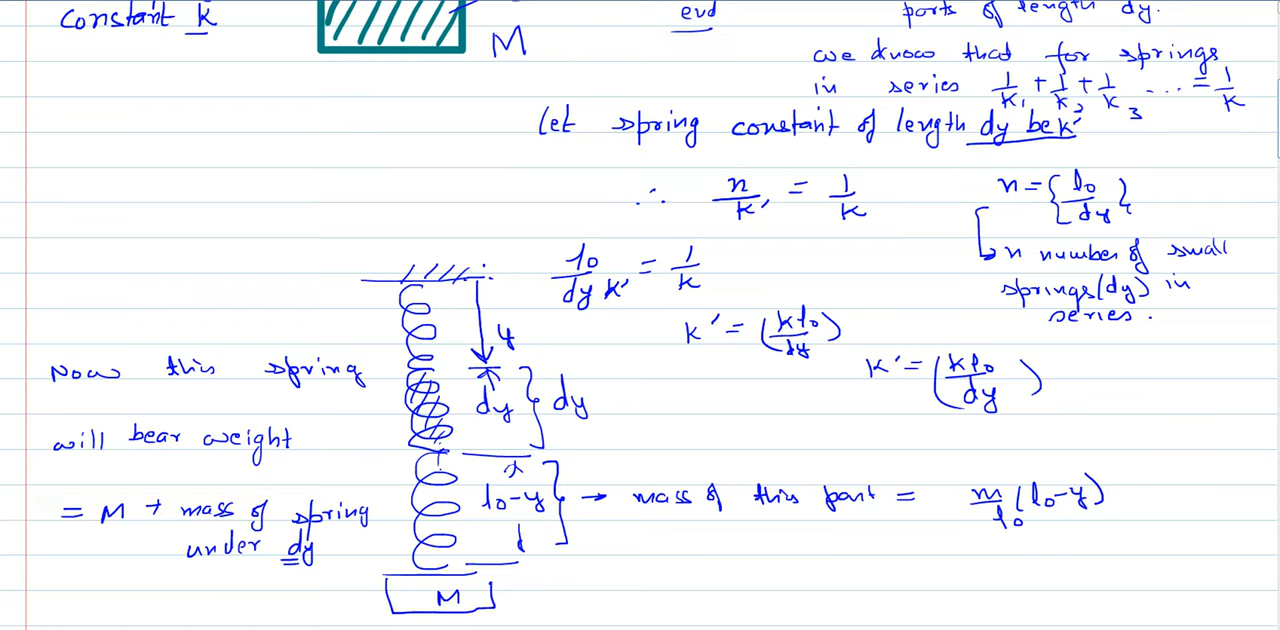 constant k
M
end
parts of length dy.
we know that for springs
in series 1/K₁ + 1/K₂ + 1/K₃ ... = 1/K
Let spring constant of length dy be k'
∴ n/K' = 1/K
n = {l₀/dy}
n number of small
springs(dy) in
series.
l₀/dy K' = 1/K
K' = (Kl₀/dy)
K' = (Kl₀/dy)
y
dy
dy
Now this spring
will bear weight
= M + mass of spring
under dy
l₀-y
→ mass of this part = m/l₀ (l₀-y)
M